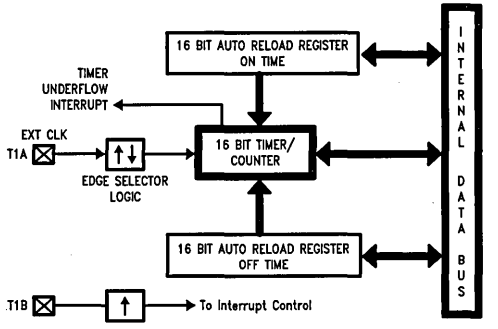 16 BIT AUTO RELOAD REGISTER
ON TIME
TIMER
UNDERFLOW
INTERRUPT
EXT CLK
T1A
EDGE SELECTOR
LOGIC
16 BIT TIMER/
COUNTER
16 BIT AUTO RELOAD REGISTER
OFF TIME
T1B
To Interrupt Control
INTERNAL DATA BUS